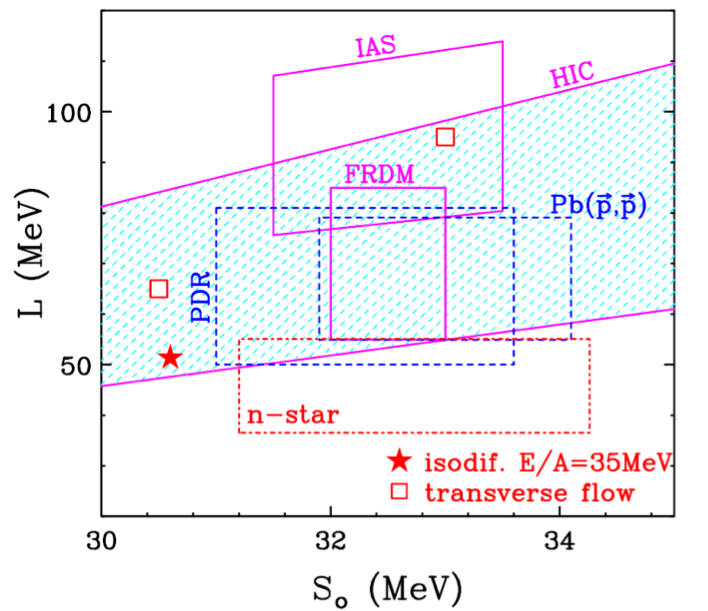 IAS
HIC
100
FRDM
Pb(p⃗,p⃗)
L (MeV)
PDR
50
n-star
isodif. E/A=35MeV
transverse flow
30
32
34
S₀ (MeV)